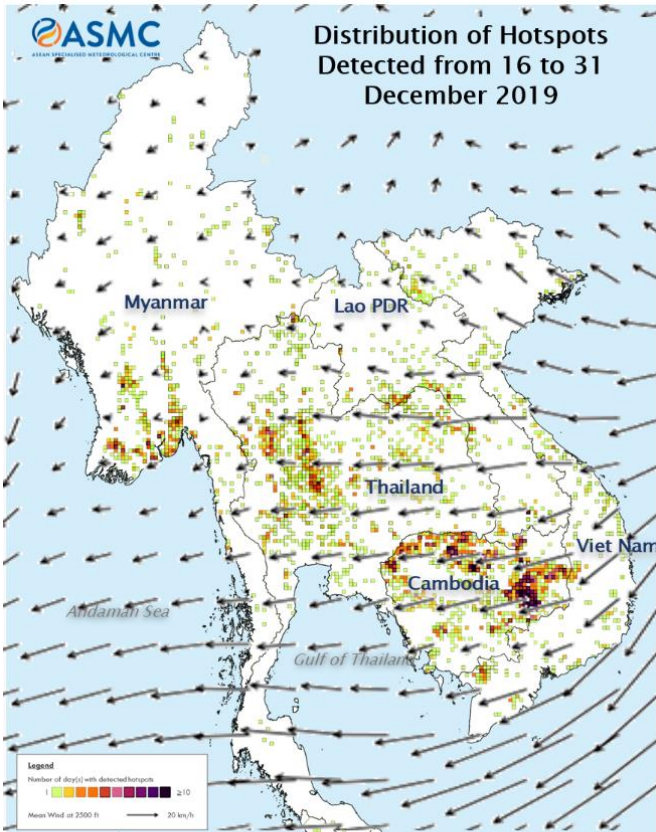 ASMC
ASEAN SPECIALISED METEOROLOGICAL CENTRE
Distribution of Hotspots
Detected from 16 to 31
December 2019
Myanmar
Lao PDR
Thailand
Viet Nam
Cambodia
Andaman Sea
Gulf of Thailand
Legend
Number of day(s) with detected hotspots
1
≥10
Mean Wind at 2500 ft
20 km/h